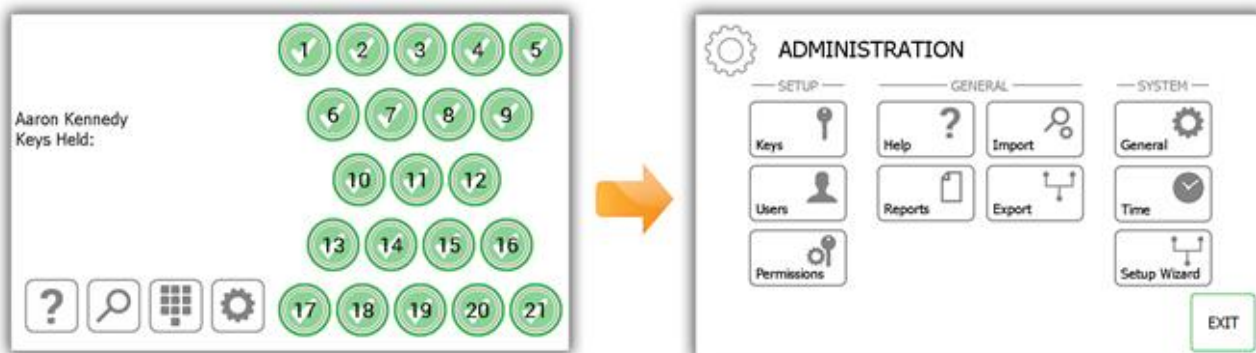 Aaron Kennedy
Keys Held:
1 2 3 4 5
6 7 8 9
10 11 12
13 14 15 16
17 18 19 20 21
?
ADMINISTRATION
SETUP GENERAL SYSTEM
Keys Help ? Import General
Users Reports Export Time
Permissions Setup Wizard
EXIT